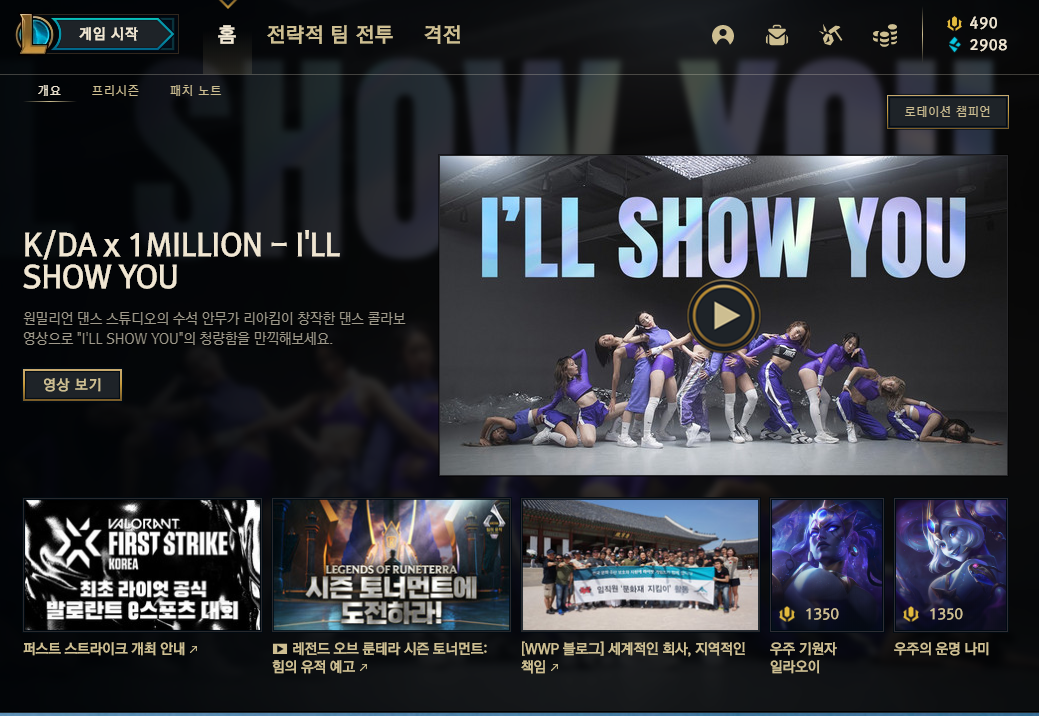 게임 시작
홈
전략적 팀 전투
격전
490
2908
개요
프리시즌
패치 노트
로테이션 챔피언
SHOW YOU
K/DA x 1MILLION – I'LL
SHOW YOU
원밀리언 댄스 스튜디오의 수석 안무가 리아킴이 창작한 댄스 콜라보
영상으로 "I'LL SHOW YOU"의 청량함을 만끽해보세요.
영상 보기
I'LL SHOW YOU
VALORANT
FIRST STRIKE
KOREA
최초 라이엇 공식
발로란트 e스포츠 대회
퍼스트 스트라이크 개최 안내
LEGENDS OF RUNETERRA
시즌 토너먼트에
도전하라!
레전드 오브 룬테라 시즌 토너먼트:
힘의 유적 예고
임직원 '문화재 지킴이' 활동
[WWP 블로그] 세계적인 회사, 지역적인
책임
1350
우주 기원자
일라오이
1350
우주의 운명 나미